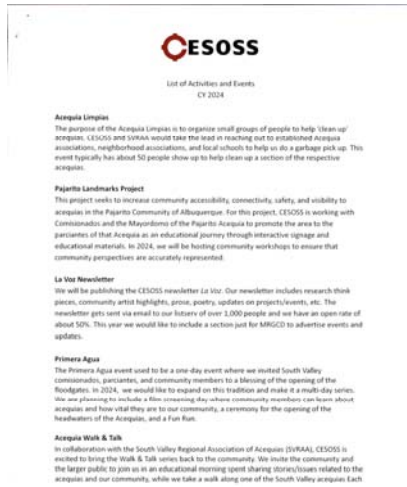 CESOSS
List of Activities and Events
CY 2024
Acequia Limpias
The purpose of the Acequia Limpias is to organize small groups of people to help 'clean up'
acequias. CESOSS and SVRAA would take the lead in reaching out to established Acequia
associations, neighborhood associations, and local schools to help us do a garbage pick up. This
event typically has about 50 people show up to help clean up a section of the respective
acequias.
Pajarito Landmarks Project
This project seeks to increase community accessibility, connectivity, safety, and visibility to
acequias in the Pajarito Community of Albuquerque. For this project, CESOSS is working with
Comisionados and the Mayordomo of the Pajarito Acequia to promote the area to the
parciantes of that Acequia as an educational journey through interactive signage and
educational materials. In 2024, we will be hosting community workshops to ensure that
community perspectives are accurately represented.
La Voz Newsletter
We will be publishing the CESOSS newsletter La Voz. Our newsletter includes research think
pieces, community artist highlights, prose, poetry, updates on projects/events, etc. The
newsletter gets sent via email to our listserv of over 1,000 people and we have an open rate of
about 50%. This year we would like to include a section just for MRGCD to advertise events and
updates.
Primera Agua
The Primera Agua event used to be a one-day event where we invited South Valley
comisionados, parciantes, and community members to a blessing of the opening of the
floodgates. In 2024, we would like to expand on this tradition and make it a multi-day series.
We are planning to include a film screening day where community members can learn about
acequias and how vital they are to our community, a ceremony for the opening of the
headwaters of the Acequias, and a Fun Run.
Acequia Walk & Talk
In collaboration with the South Valley Regional Association of Acequias (SVRAA), CESOSS is
excited to bring the Walk & Talk series back to the community. We invite the community and
the larger public to join us in an educational morning spent sharing stories/issues related to the
acequias and our community, while we take a walk along one of the South Valley acequias Each